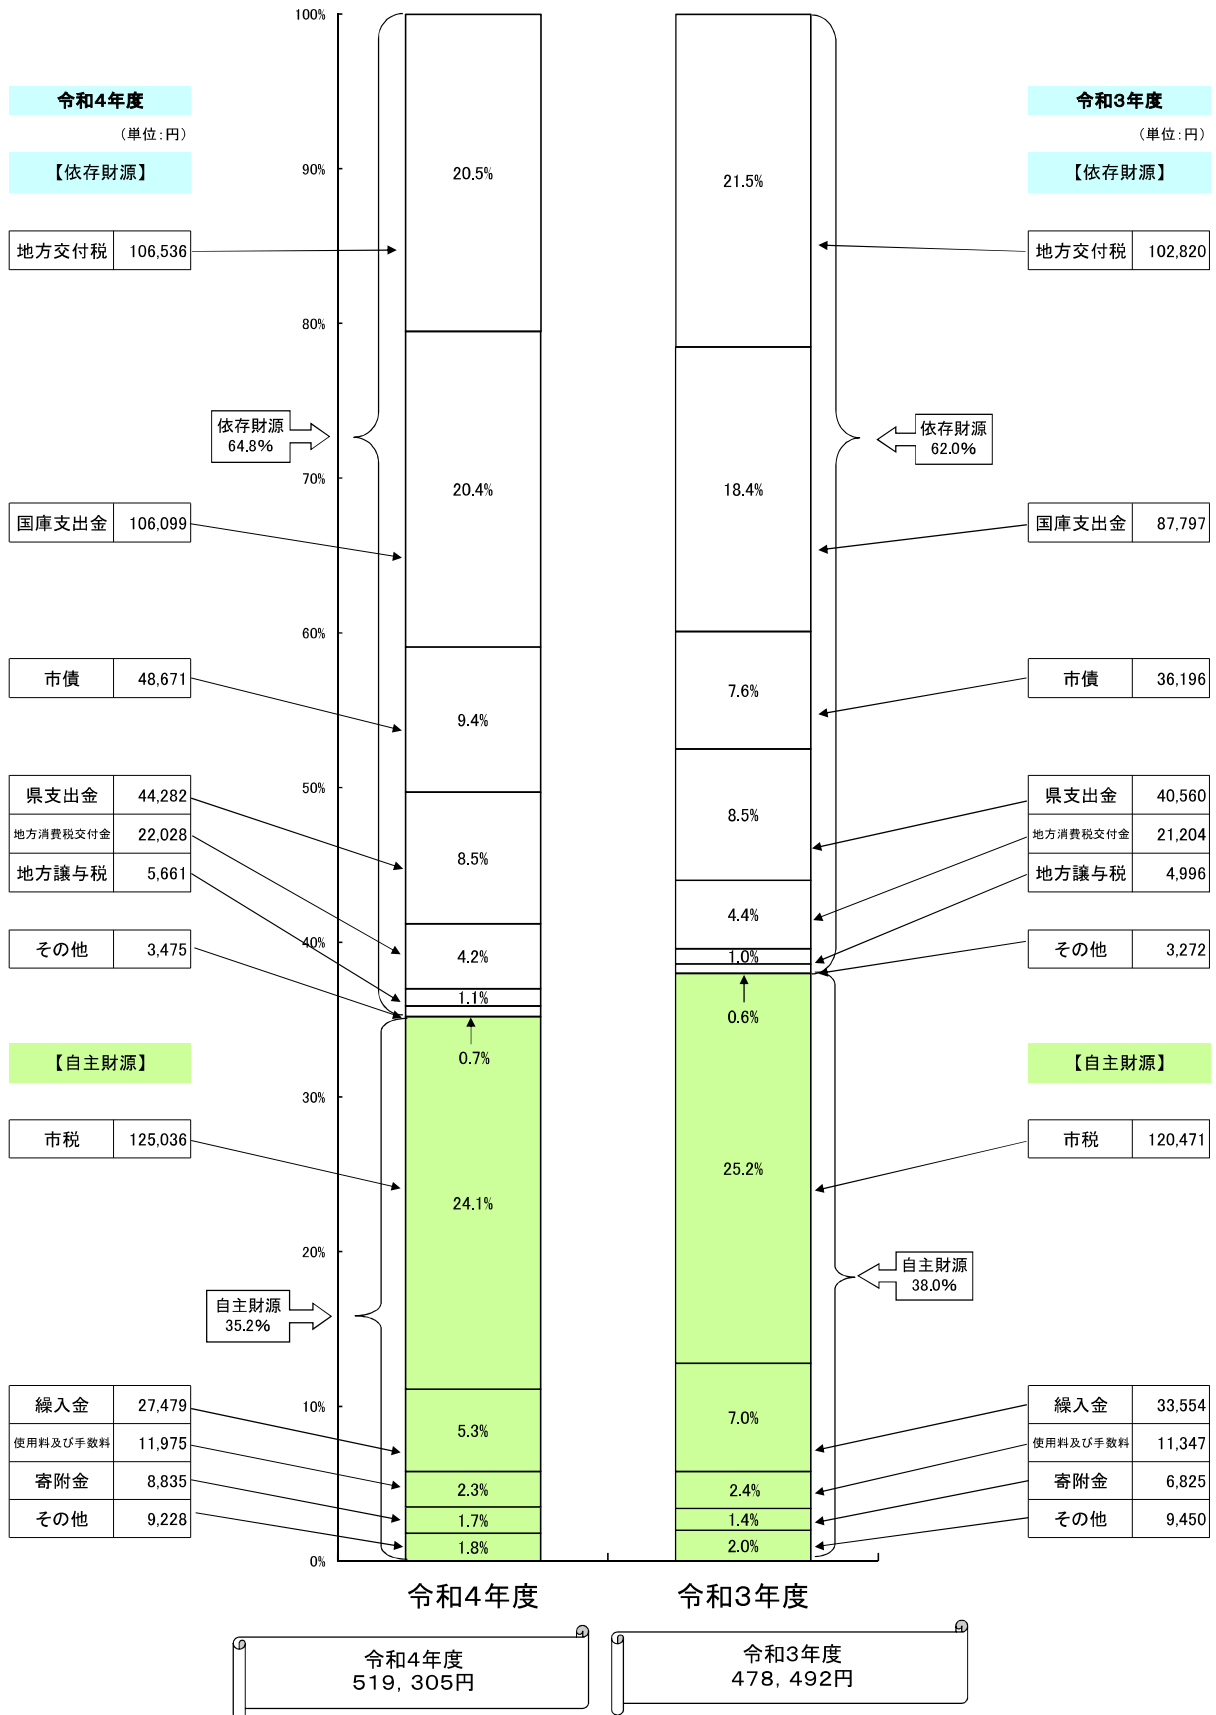 令和4年度
（単位：円）
【依存財源】
地方交付税 106,536
国庫支出金 106,099
市債 48,671
県支出金 44,282
地方消費税交付金 22,028
地方譲与税 5,661
その他 3,475
【自主財源】
市税 125,036
繰入金 27,479
使用料及び手数料 11,975
寄附金 8,835
その他 9,228
依存財源
64.8%
自主財源
35.2%
100%
90%
80%
70%
60%
50%
40%
30%
20%
10%
0%
20.5%
20.4%
9.4%
8.5%
4.2%
1.1%
0.7%
24.1%
5.3%
2.3%
1.7%
1.8%
令和4年度
21.5%
18.4%
7.6%
8.5%
4.4%
1.0%
0.6%
25.2%
7.0%
2.4%
1.4%
2.0%
令和3年度
依存財源
62.0%
自主財源
38.0%
令和3年度
（単位：円）
【依存財源】
地方交付税 102,820
国庫支出金 87,797
市債 36,196
県支出金 40,560
地方消費税交付金 21,204
地方譲与税 4,996
その他 3,272
【自主財源】
市税 120,471
繰入金 33,554
使用料及び手数料 11,347
寄附金 6,825
その他 9,450
令和4年度
519,305円
令和3年度
478,492円